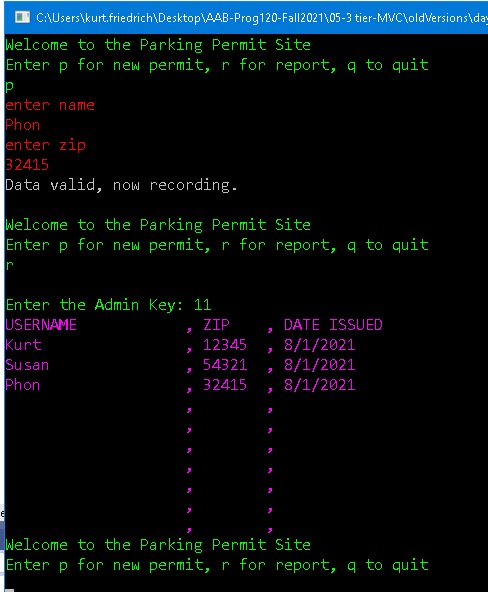 C:\Users\kurt.friedrich\Desktop\AAB-Prog120-Fall2021\05-3 tier-MVC\oldVersions\day
Welcome to the Parking Permit Site
Enter p for new permit, r for report, q to quit
p
enter name
Phon
enter zip
32415
Data valid, now recording.
Welcome to the Parking Permit Site
Enter p for new permit, r for report, q to quit
r
Enter the Admin Key: 11
USERNAME , ZIP , DATE ISSUED
Kurt , 12345 , 8/1/2021
Susan , 54321 , 8/1/2021
Phon , 32415 , 8/1/2021
, ,
, ,
, ,
, ,
, ,
, ,
, ,
Welcome to the Parking Permit Site
Enter p for new permit, r for report, q to quit